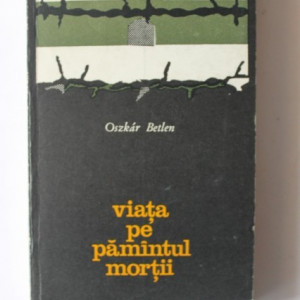 Oszkár Betlen
viața
pe
pămîntul
morții